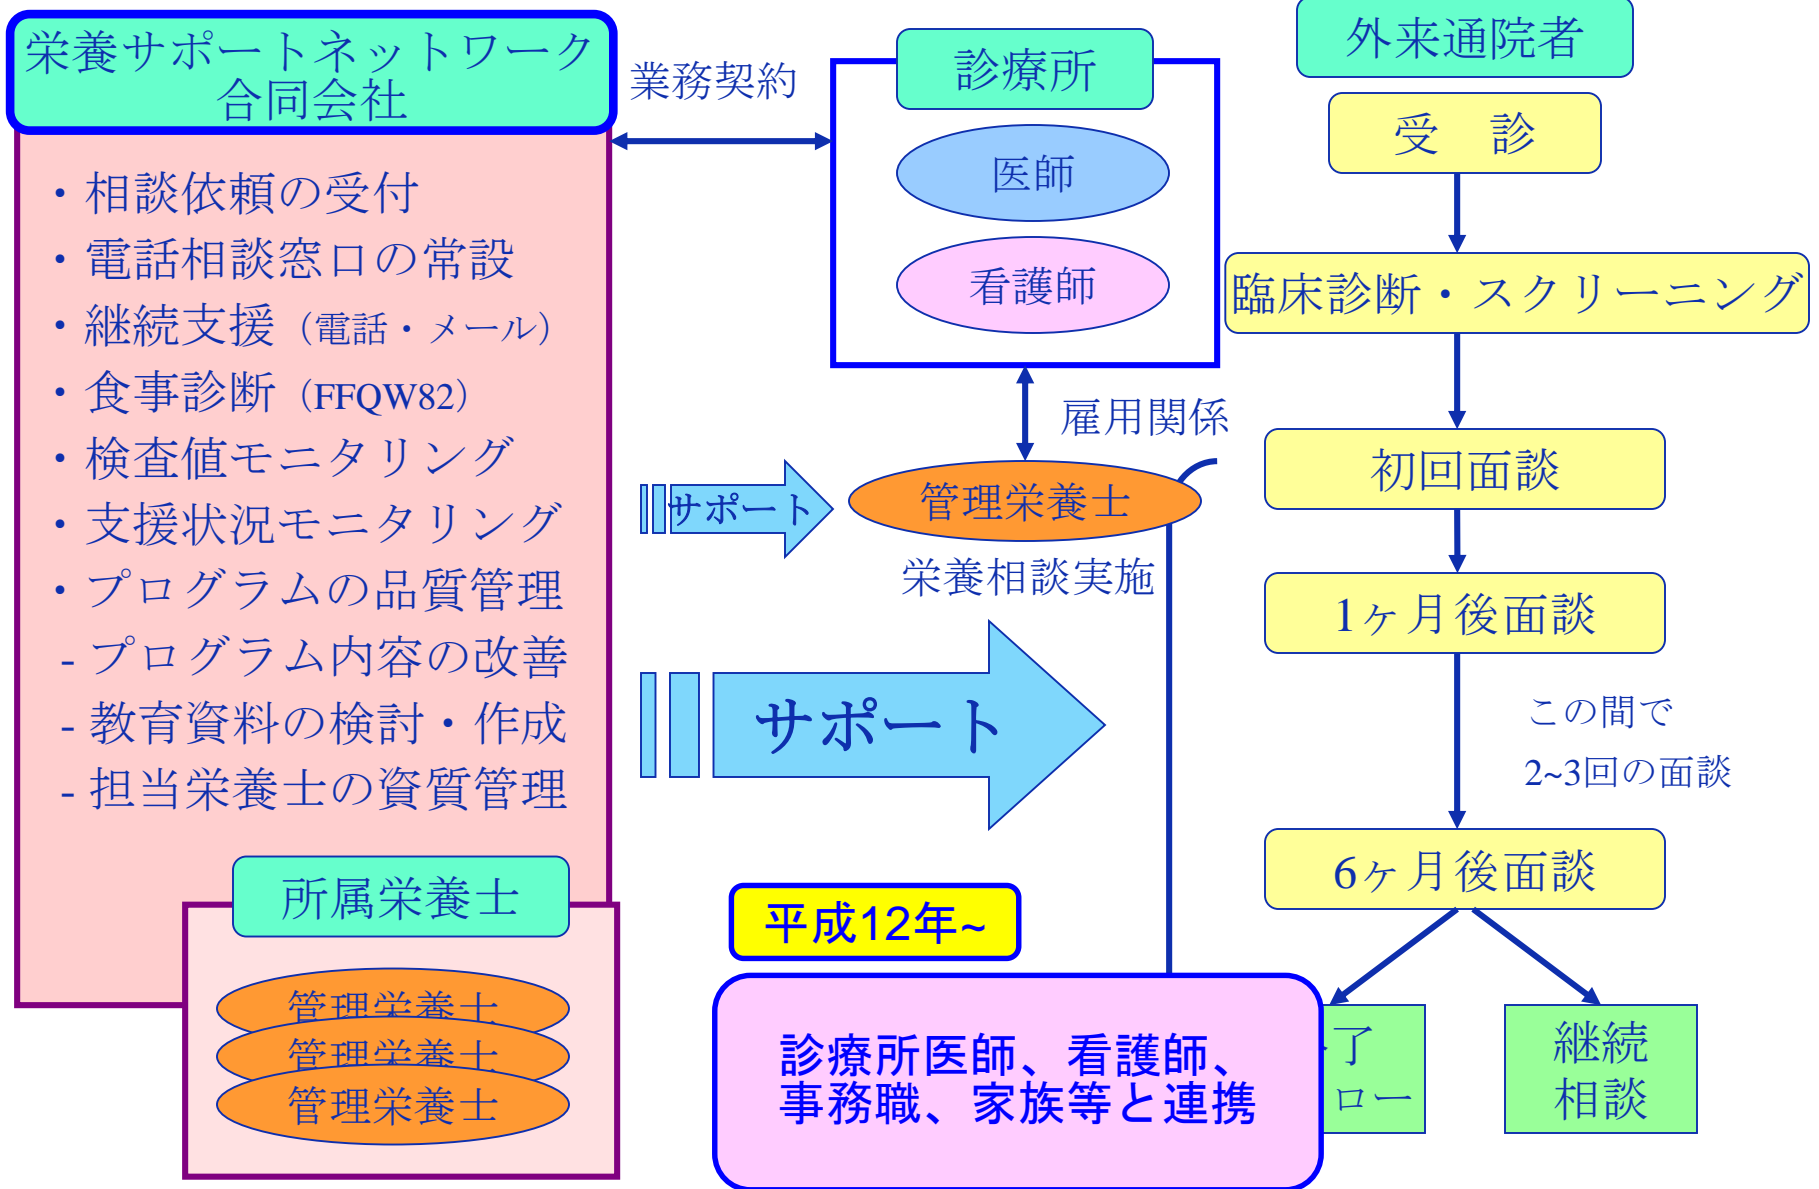 栄養サポートネットワーク
合同会社
・相談依頼の受付
・電話相談窓口の常設
・継続支援（電話・メール）
・食事診断（FFQW82）
・検査値モニタリング
・支援状況モニタリング
・プログラムの品質管理
- プログラム内容の改善
- 教育資料の検討・作成
- 担当栄養士の資質管理
所属栄養士
管理栄養士
管理栄養士
管理栄養士
業務契約
診療所
医師
看護師
雇用関係
サポート
管理栄養士
栄養相談実施
サポート
平成12年~
診療所医師、看護師、
事務職、家族等と連携
外来通院者
受　診
臨床診断・スクリーニング
初回面談
1ヶ月後面談
この間で
2~3回の面談
6ヶ月後面談
了
ロー
継続
相談